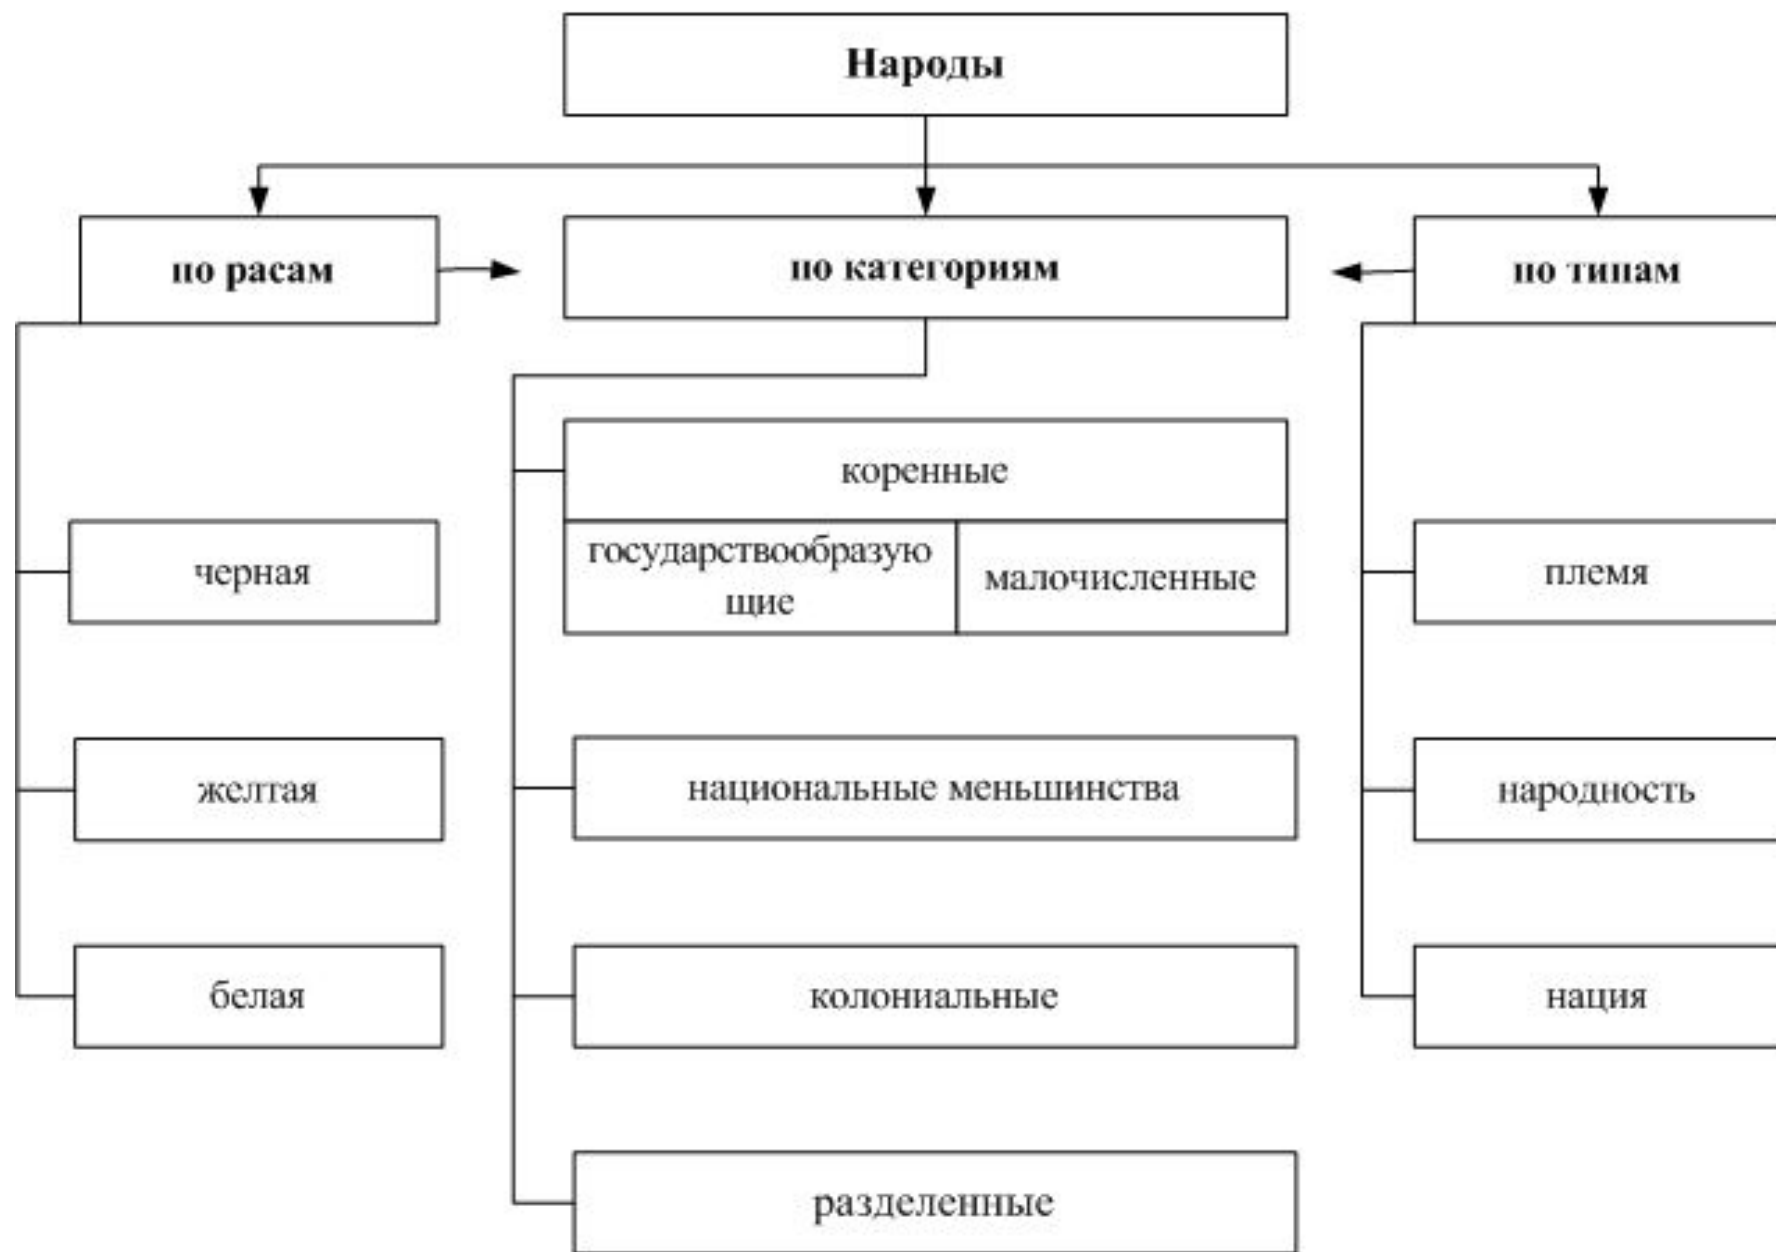 Народы
по расам
по категориям
по типам
черная
желтая
белая
коренные
государствообразую
щие
малочисленные
национальные меньшинства
колониальные
разделенные
племя
народность
нация